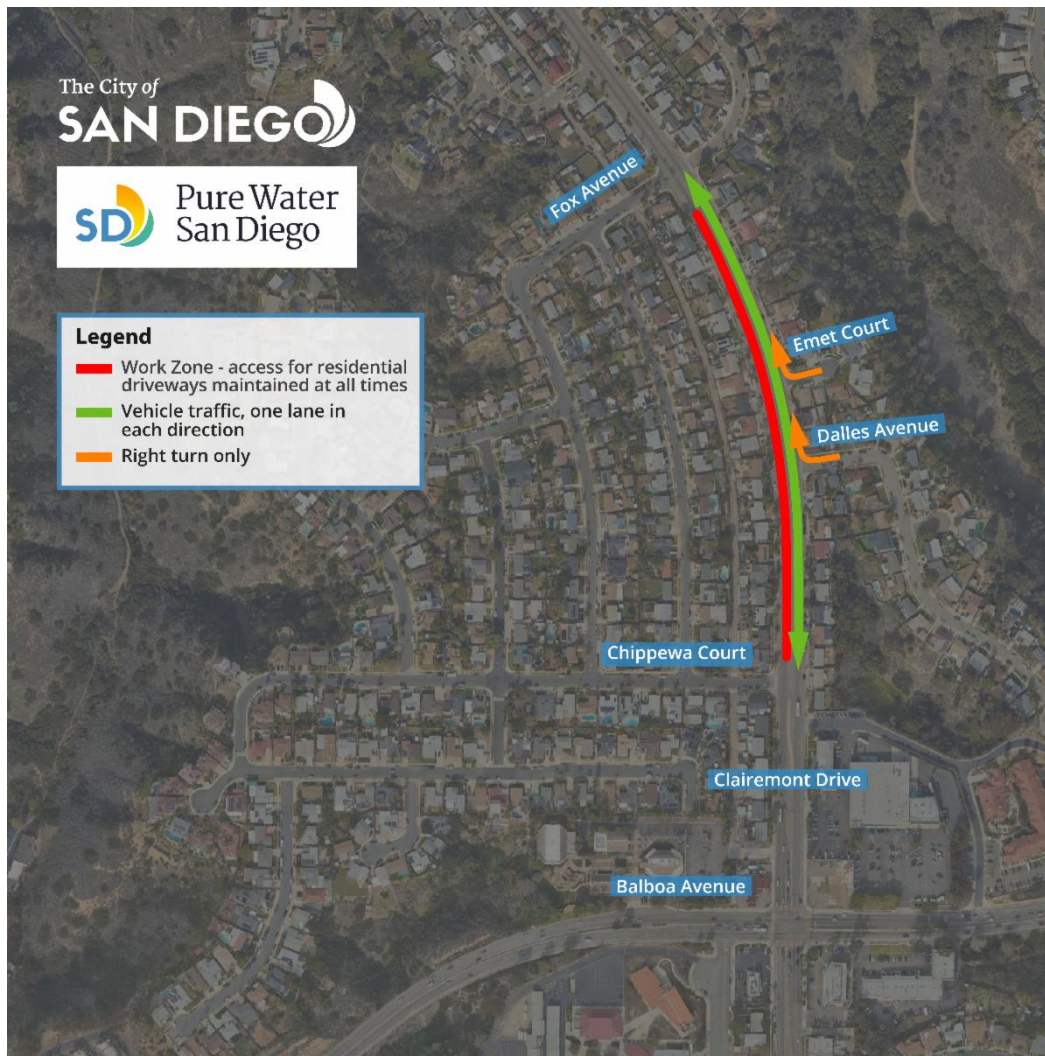 The City of
SAN DIEGO
SD
Pure Water
San Diego
Legend
Work Zone - access for residential
driveways maintained at all times
Vehicle traffic, one lane in
each direction
Right turn only
Fox Avenue
Emet Court
Dalles Avenue
Chippewa Court
Clairemont Drive
Balboa Avenue